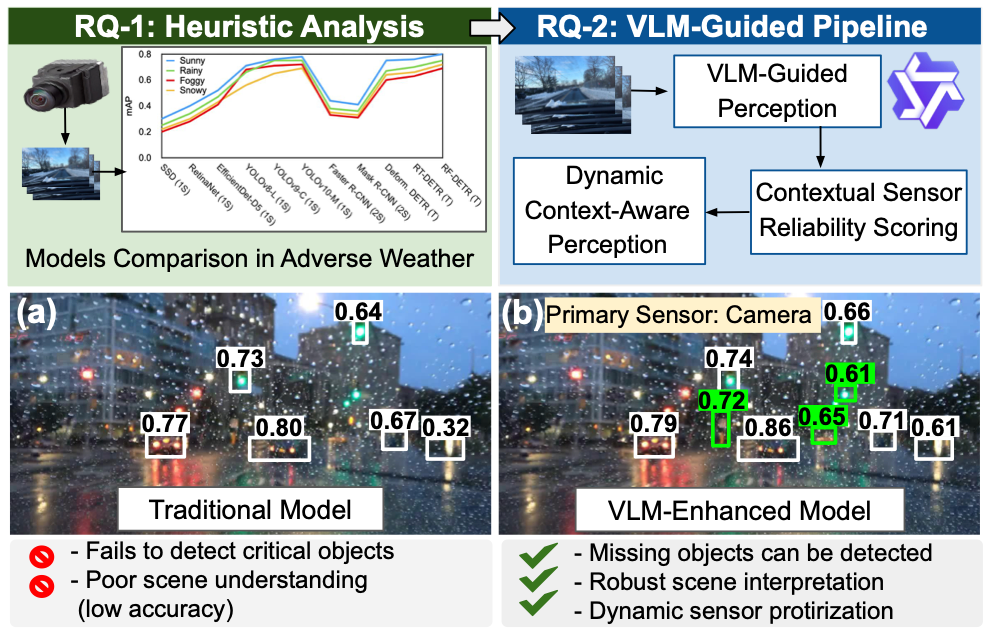 RQ-1: Heuristic Analysis
RQ-2: VLM-Guided Pipeline
0.8
0.6
0.4
0.2
0.0
mAP
Sunny
Rainy
Foggy
Snowy
SSD (1S)
RetinaNet (1S)
EfficientDet-D5 (1S)
YOLOv8-L (1S)
YOLOv9-C (1S)
YOLOv10-M (1S)
Faster R-CNN (2S)
Mask R-CNN (2S)
Deform. DETR (T)
RT-DETR (T)
RF-DETR (T)
Models Comparison in Adverse Weather
VLM-Guided
Perception
Dynamic
Context-Aware
Perception
Contextual Sensor
Reliability Scoring
(a)
0.64
0.73
0.77
0.80
0.67
0.32
Traditional Model
(b)
Primary Sensor: Camera
0.66
0.74
0.61
0.72
0.79
0.86
0.65
0.71
0.61
VLM-Enhanced Model
- Fails to detect critical objects
- Poor scene understanding
(low accuracy)
- Missing objects can be detected
- Robust scene interpretation
- Dynamic sensor protirization